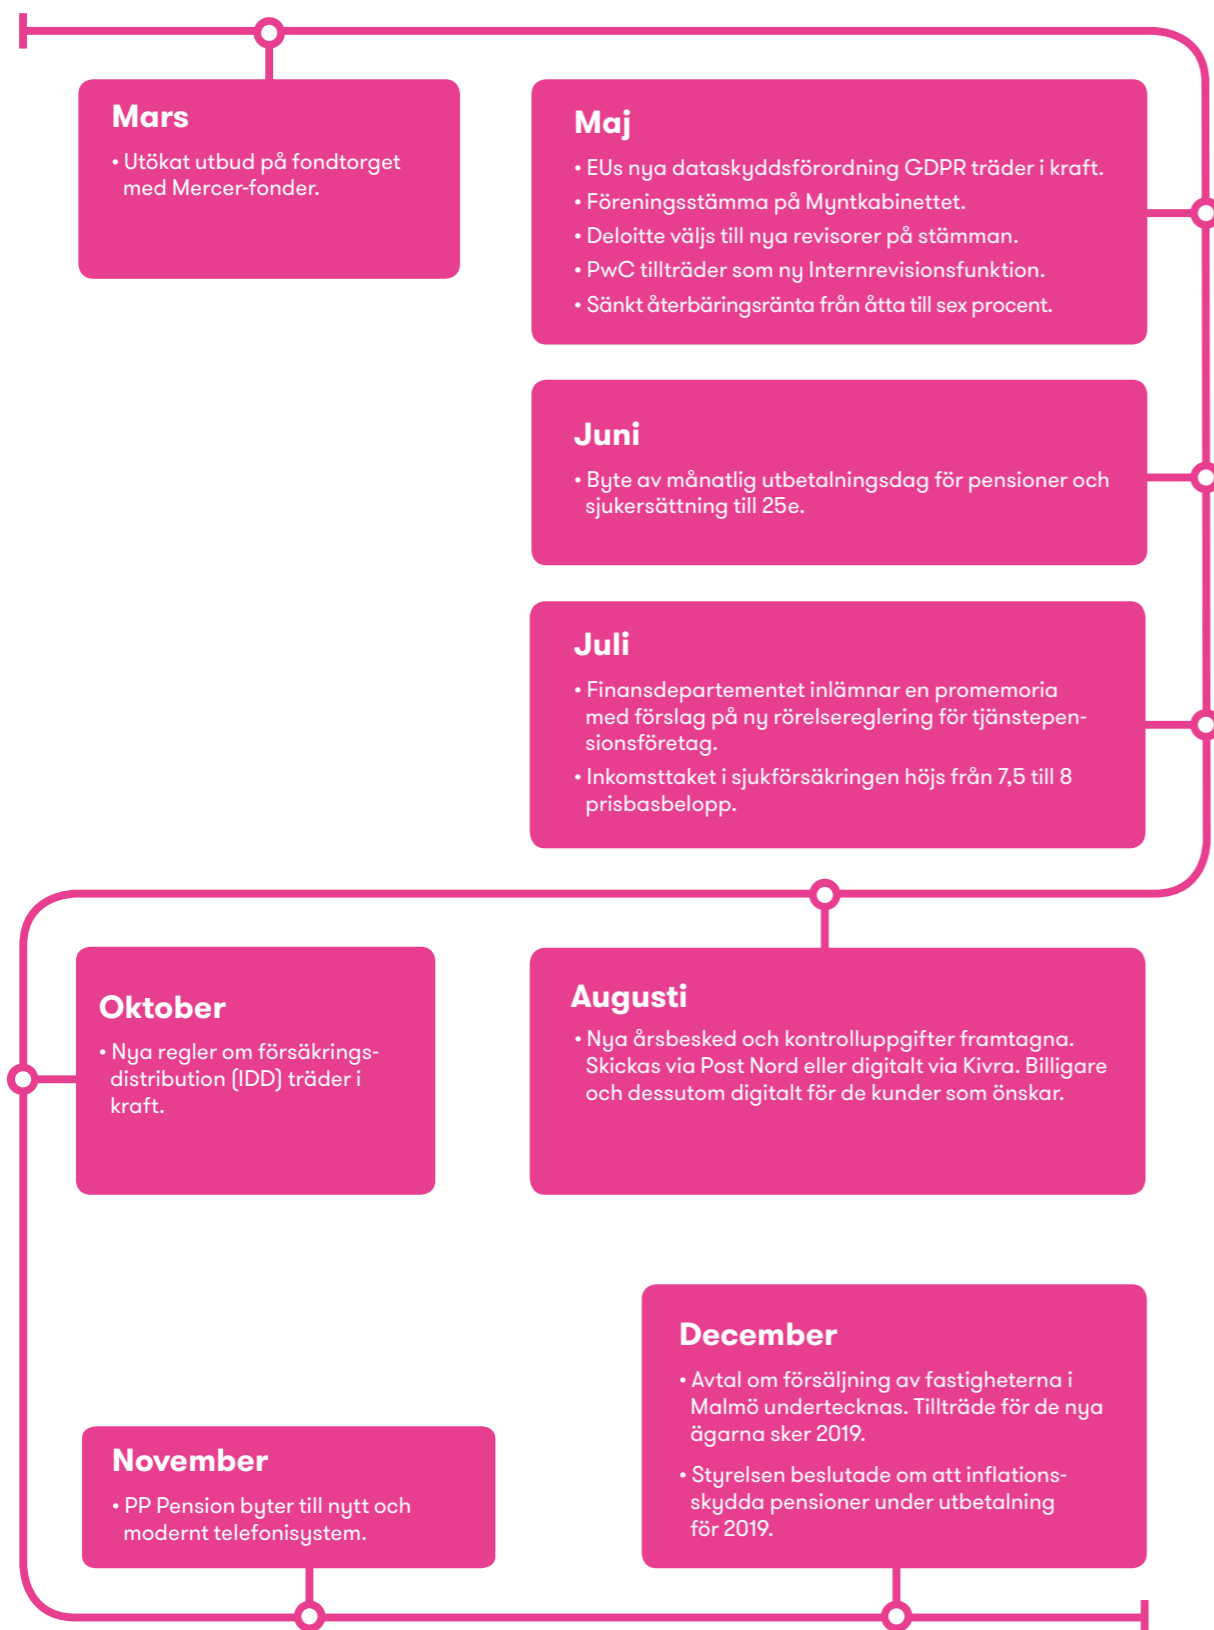 Mars
• Utökat utbud på fondtorget
med Mercer-fonder.
Maj
• EUs nya dataskyddsförordning GDPR träder i kraft.
• Föreningsstämma på Myntkabinettet.
• Deloitte väljs till nya revisorer på stämman.
• PwC tillträder som ny Internrevisionsfunktion.
• Sänkt återbäringsränta från åtta till sex procent.
Juni
• Byte av månatlig utbetalningsdag för pensioner och
sjukersättning till 25e.
Juli
• Finansdepartementet inlämnar en promemoria
med förslag på ny rörelsereglering för tjänstepen-
sionsföretag.
• Inkomsttaket i sjukförsäkringen höjs från 7,5 till 8
prisbasbelopp.
Augusti
• Nya årsbesked och kontrolluppgifter framtagna.
Skickas via Post Nord eller digitalt via Kivra. Billigare
och dessutom digitalt för de kunder som önskar.
Oktober
• Nya regler om försäkrings-
distribution (IDD) träder i
kraft.
November
• PP Pension byter till nytt och
modernt telefonisystem.
December
• Avtal om försäljning av fastigheterna i
Malmö undertecknas. Tillträde för de nya
ägarna sker 2019.
• Styrelsen beslutade om att inflations-
skydda pensioner under utbetalning
för 2019.